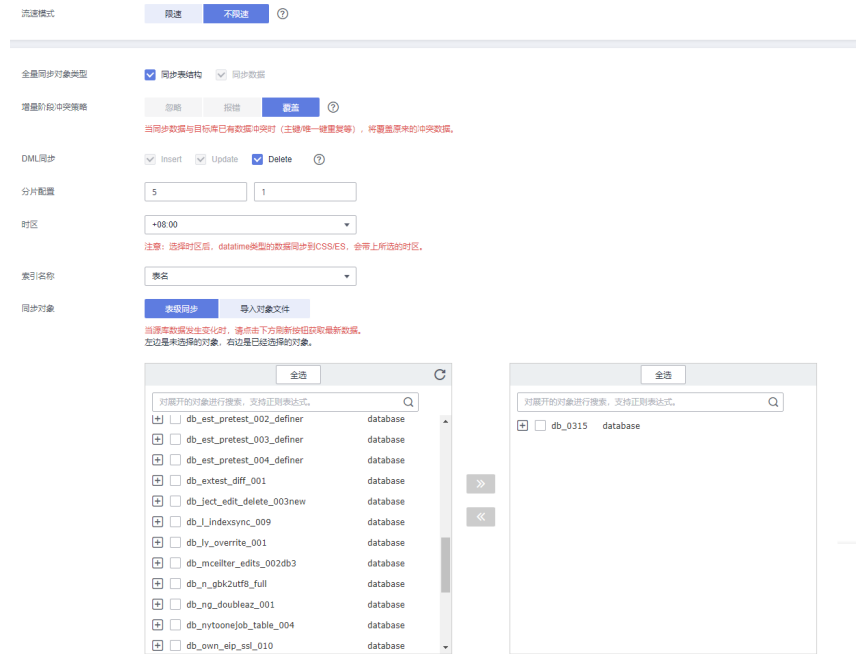 流速模式 限速 不限速
全量同步对象类型 同步表结构 同步数据
增量阶段冲突策略 忽略 报错 覆盖
当同步数据与目标库已有数据冲突时（主键/唯一键重复等），将覆盖原来的冲突数据。
DML同步 Insert Update Delete
分片配置 5 1
时区 +08:00
注意：选择时区后，datatime类型的数据同步到CSS/ES，会带上所选的时区。
索引名称 表名
同步对象 表级同步 导入对象文件
当源库数据发生变化时，请点击下方刷新按钮获取最新数据。
左边是未选择的对象，右边是已经选择的对象。
全选
对展开的对象进行搜索，支持正则表达式。
db_est_pretest_002_definer database
db_est_pretest_003_definer database
db_est_pretest_004_definer database
db_extest_diff_001 database
db_ject_edit_delete_003new database
db_l_indexsync_009 database
db_ly_overrite_001 database
db_mceilter_edits_002db3 database
db_n_gbk2utf8_full database
db_ng_doubleaz_001 database
db_nytoonejob_table_004 database
db_own_eip_ssl_010 database
全选
对展开的对象进行搜索，支持正则表达式。
db_0315 database